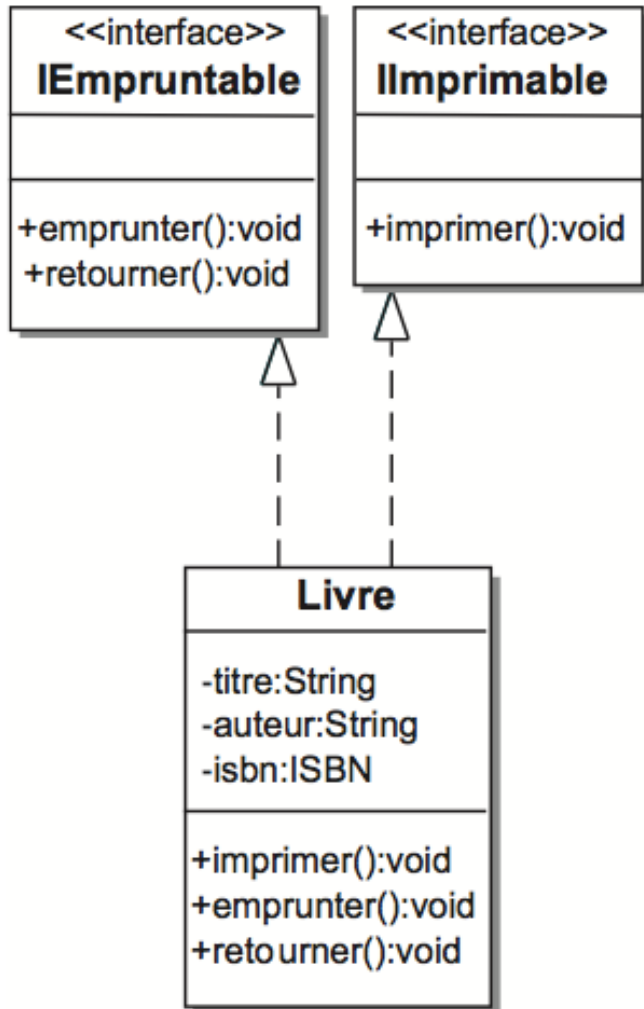 <<interface>>
IEmpruntable
+emprunter():void
+retourner():void
<<interface>>
IImprimable
+imprimer():void
Livre
-titre:String
-auteur:String
-isbn:ISBN
+imprimer():void
+emprunter():void
+retourner():void